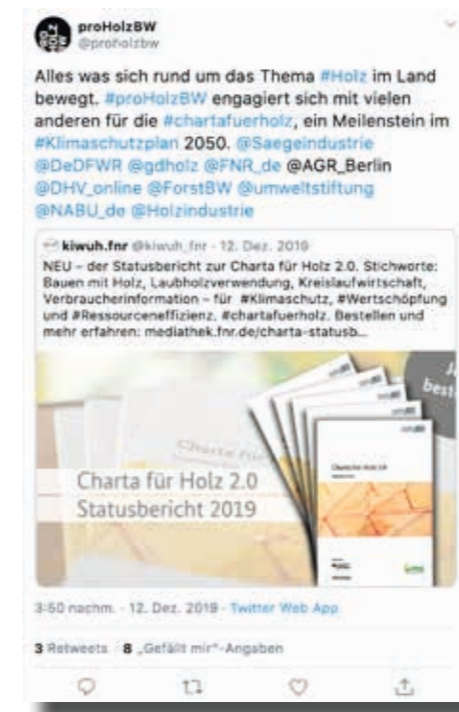 proHolzBW
@proholzbw
Alles was sich rund um das Thema #Holz im Land
bewegt. #proHolzBW engagiert sich mit vielen
anderen für die #chartafuerholz, ein Meilenstein im
#Klimaschutzplan 2050. @Saegeindustrie
@DeDFWR @gdholz @FNR_de @AGR_Berlin
@DHV_online @ForstBW @umweltstiftung
@NABU_de @Holzindustrie
kiwuh.fnr @kiwuh_fnr · 12. Dez. 2019
NEU – der Statusbericht zur Charta für Holz 2.0. Stichworte:
Bauen mit Holz, Laubholzverwendung, Kreislaufwirtschaft,
Verbraucherinformation – für #Klimaschutz, #Wertschöpfung
und #Ressourceneffizienz. #chartafuerholz. Bestellen und
mehr erfahren: mediathek.fnr.de/charta-statusb...
Charta für Holz 2.0
Statusbericht 2019
3:50 nachm. · 12. Dez. 2019 · Twitter Web App
3 Retweets 8 „Gefällt mir“-Angaben